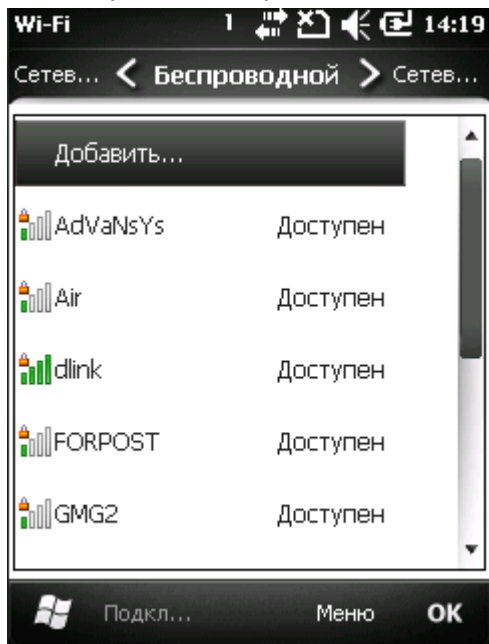 Wi-Fi 1 14:19
Сетев... Беспроводной Сетев...
Добавить...
AdVaNsYs Доступен
Air Доступен
dlink Доступен
FORPOST Доступен
GMG2 Доступен
Подкл... Меню OK